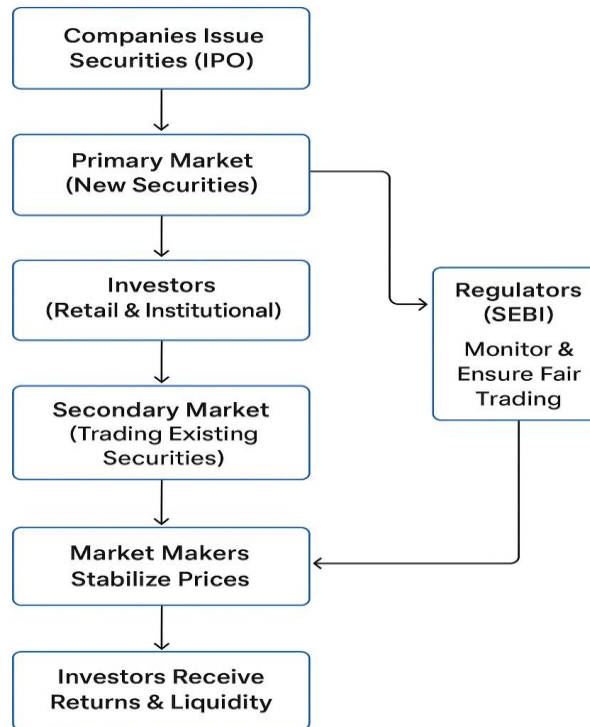 Companies Issue
Securities (IPO)
Primary Market
(New Securities)
Investors
(Retail & Institutional)
Regulators
(SEBI)
Monitor &
Ensure Fair
Trading
Secondary Market
(Trading Existing
Securities)
Market Makers
Stabilize Prices
Investors Receive
Returns & Liquidity